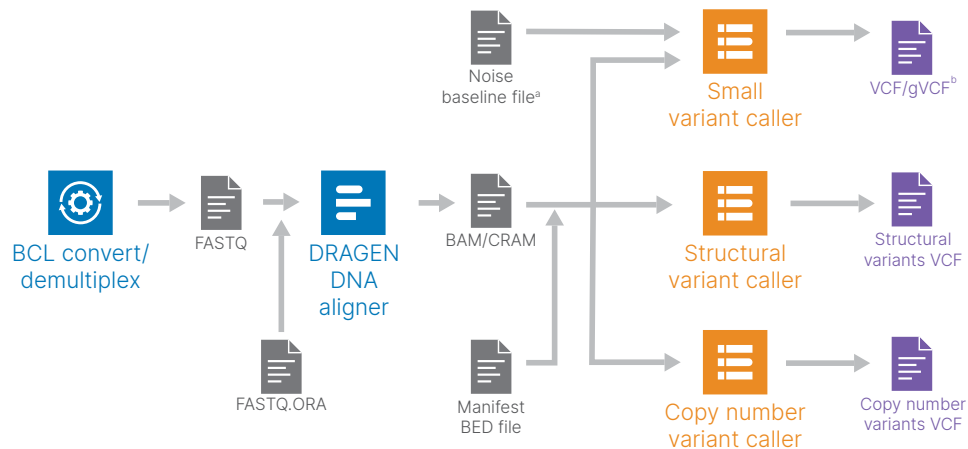 Noise
baseline file^a
Small
variant caller
VCF/gVCF^b
BCL convert/
demultiplex
FASTQ
DRAGEN
DNA
aligner
BAM/CRAM
Structural
variant caller
Structural
variants VCF
FASTQ.ORA
Manifest
BED file
Copy number
variant caller
Copy number
variants VCF